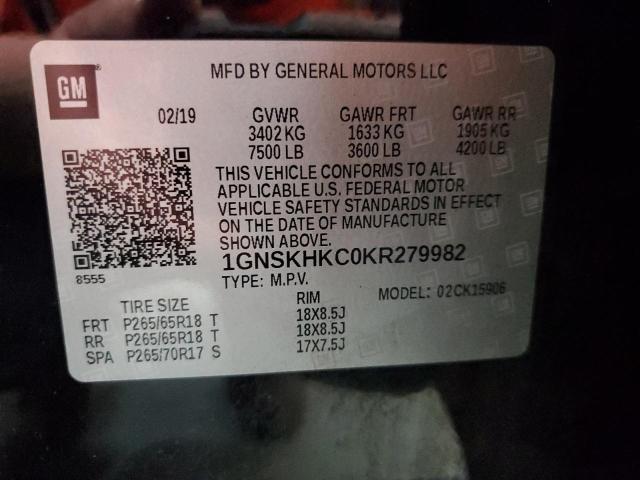 GM
MFD BY GENERAL MOTORS LLC
02/19 GVWR GAWR FRT GAWR RR
3402 KG 1633 KG 1905 KG
7500 LB 3600 LB 4200 LB
THIS VEHICLE CONFORMS TO ALL
APPLICABLE U.S. FEDERAL MOTOR
VEHICLE SAFETY STANDARDS IN EFFECT
ON THE DATE OF MANUFACTURE
SHOWN ABOVE.
8555 1GNSKHKC0KR279982
TYPE: M.P.V. MODEL: 02CK15906
TIRE SIZE RIM
FRT P265/65R18 T 18X8.5J
RR P265/65R18 T 18X8.5J
SPA P265/70R17 S 17X7.5J